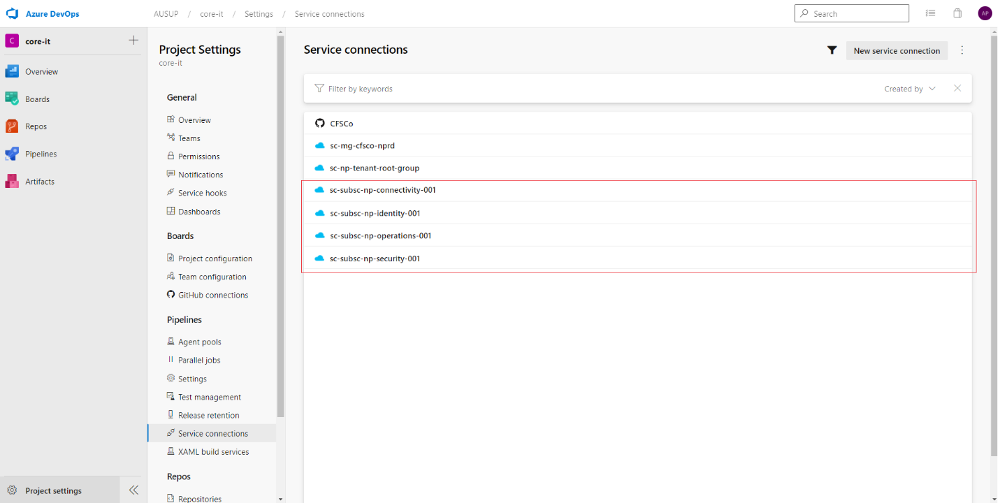 Azure DevOps
AUSUP / core-it / Settings / Service connections
Search
AP
C core-it
Overview
Boards
Repos
Pipelines
Artifacts
Project settings
Project Settings
core-it
General
Overview
Teams
Permissions
Notifications
Service hooks
Dashboards
Boards
Project configuration
Team configuration
GitHub connections
Pipelines
Agent pools
Parallel jobs
Settings
Test management
Release retention
Service connections
XAML build services
Repos
Repositories
Service connections
New service connection
Filter by keywords
Created by
CFSCo
sc-mg-cfsco-nprd
sc-np-tenant-root-group
sc-subsc-np-connectivity-001
sc-subsc-np-identity-001
sc-subsc-np-operations-001
sc-subsc-np-security-001